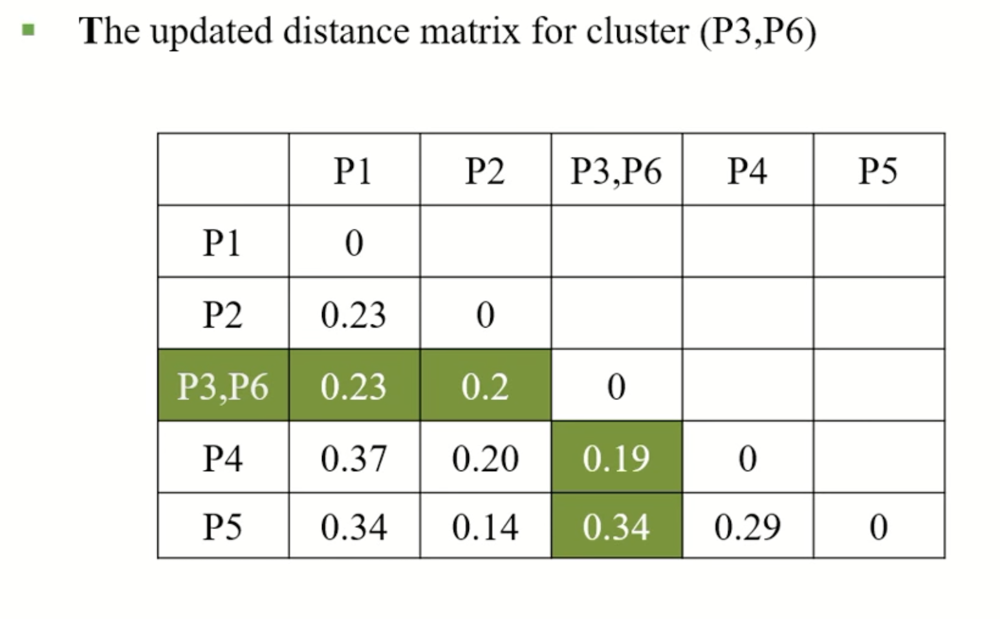 ▪ The updated distance matrix for cluster (P3,P6)
P1 P2 P3,P6 P4 P5
P1 0
P2 0.23 0
P3,P6 0.23 0.2 0
P4 0.37 0.20 0.19 0
P5 0.34 0.14 0.34 0.29 0